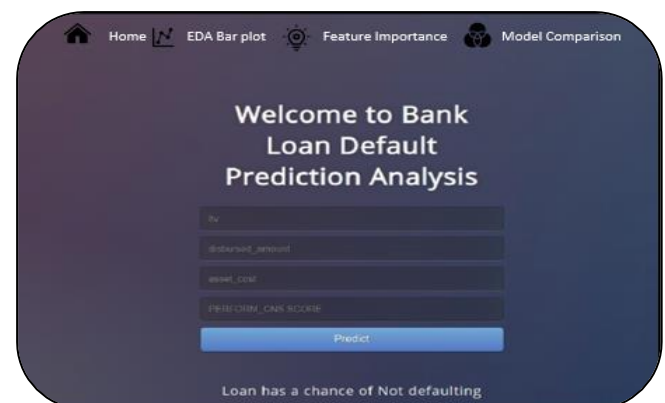 Home EDA Bar plot Feature Importance Model Comparison
Welcome to Bank
Loan Default
Prediction Analysis
ltv
disbursed_amount
asset_cost
PERFORM_CNS SCORE
Predict
Loan has a chance of Not defaulting